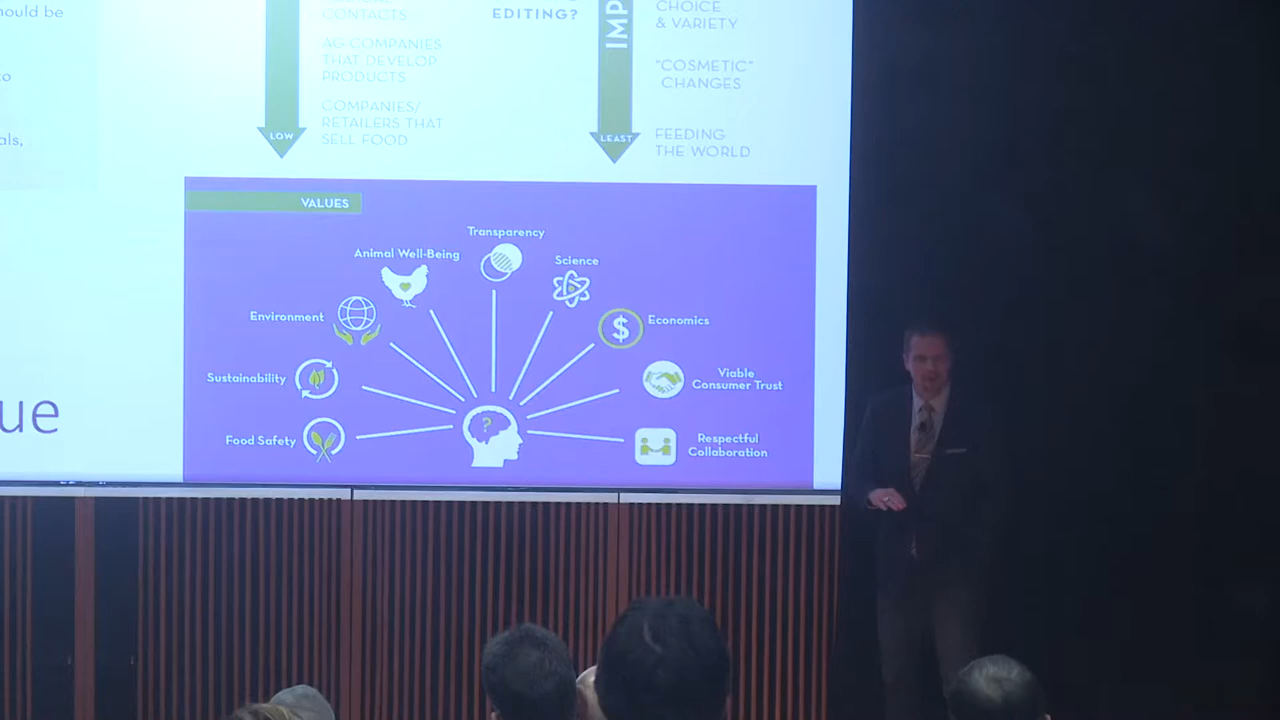 ould be
o
als,
ue
CONTACTS
AG COMPANIES
THAT DEVELOP
PRODUCTS
COMPANIES/
RETAILERS THAT
SELL FOOD
LOW
EDITING?
IMP
LEAST
CHOICE
& VARIETY
"COSMETIC"
CHANGES
FEEDING
THE WORLD
VALUES
Transparency
Animal Well-Being
Science
Environment
$
Economics
Sustainability
Viable
Consumer Trust
?
Food Safety
Respectful
Collaboration